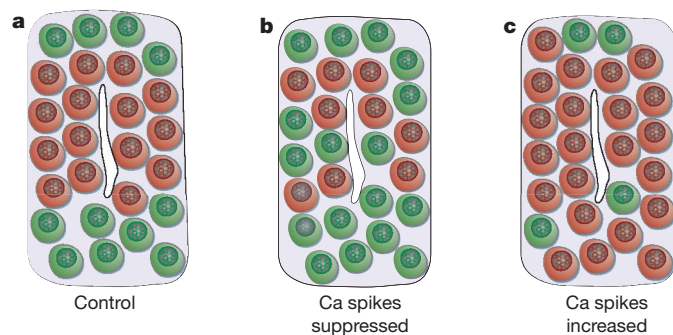 a
b
c
Control
Ca spikes
suppressed
Ca spikes
increased